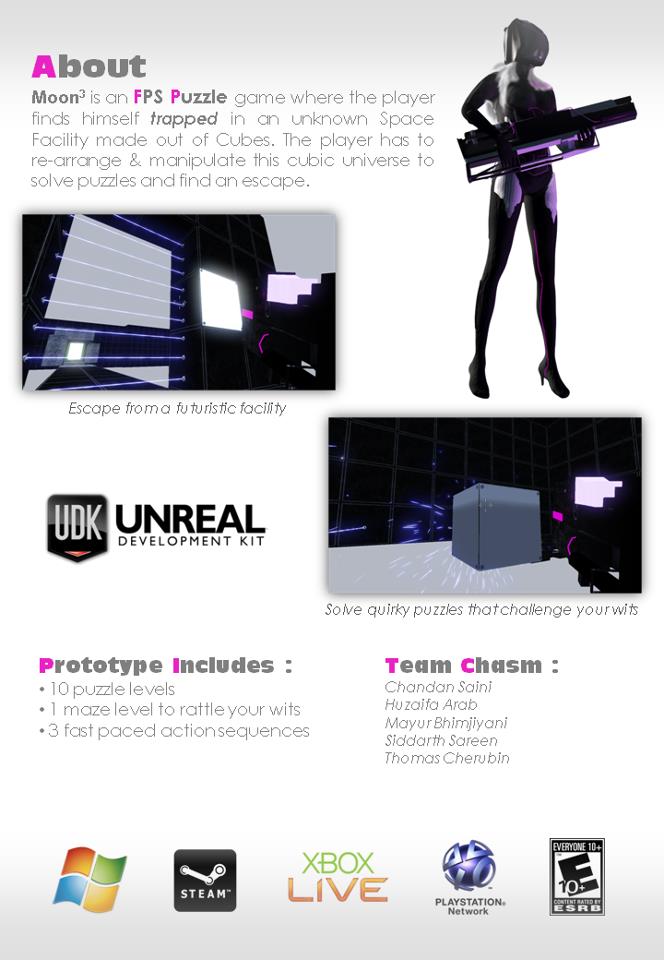 About
Moon³ is an FPS Puzzle game where the player
finds himself trapped in an unknown Space
Facility made out of Cubes. The player has to
re-arrange & manipulate this cubic universe to
solve puzzles and find an escape.
Escape from a futuristic facility
UDK UNREAL
DEVELOPMENT KIT
Solve quirky puzzles that challenge your wits
Prototype Includes :
• 10 puzzle levels
• 1 maze level to rattle your wits
• 3 fast paced action sequences
Team Chasm :
Chandan Saini
Huzaifa Arab
Mayur Bhimjiyani
Siddarth Sareen
Thomas Cherubin
STEAM™
XBOX
LIVE
PLAYSTATION®
Network
EVERYONE 10+
E
10+
CONTENT RATED BY
ESRB